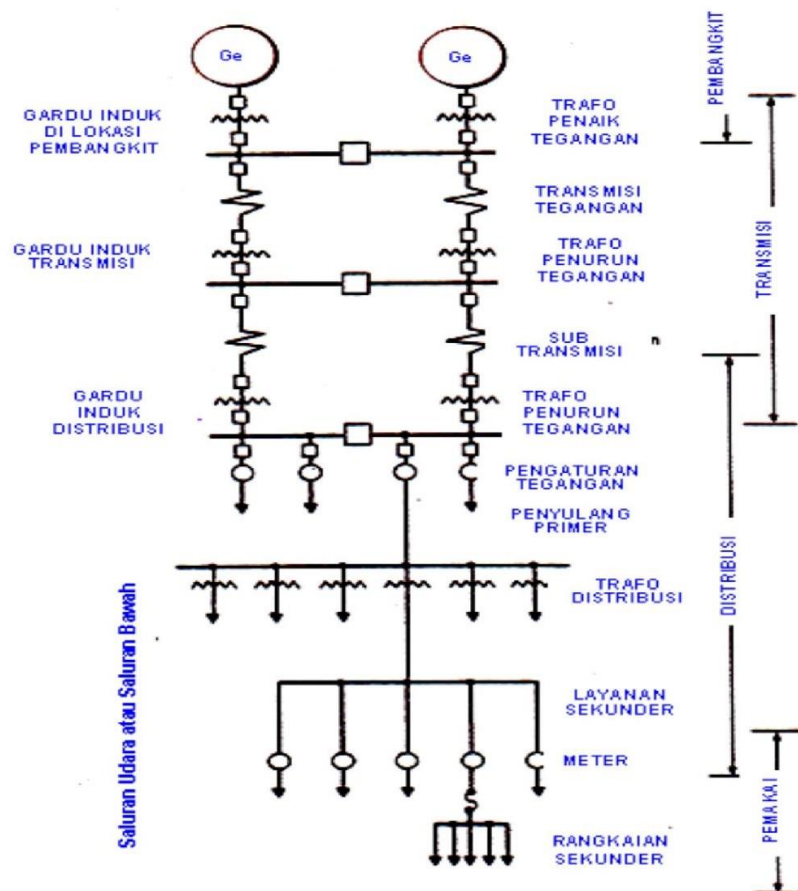 Ge
Ge
GARDU INDUK
DI LOKASI
PEMBANGKIT
TRAFO
PENAIK
TEGANGAN
PEMBANGKIT
TRANSMISI
TEGANGAN
GARDU INDUK
TRANSMISI
TRAFO
PENURUN
TEGANGAN
TRANSMISI
SUB
TRANSMISI
n
GARDU
INDUK
DISTRIBUSI
TRAFO
PENURUN
TEGANGAN
PENGATURAN
TEGANGAN
PENYULANG
PRIMER
TRAFO
DISTRIBUSI
DISTRIBUSI
Saluran Udara atau Saluran Bawah
LAYANAN
SEKUNDER
METER
PEMAKAI
S
RANGKAIAN
SEKUNDER